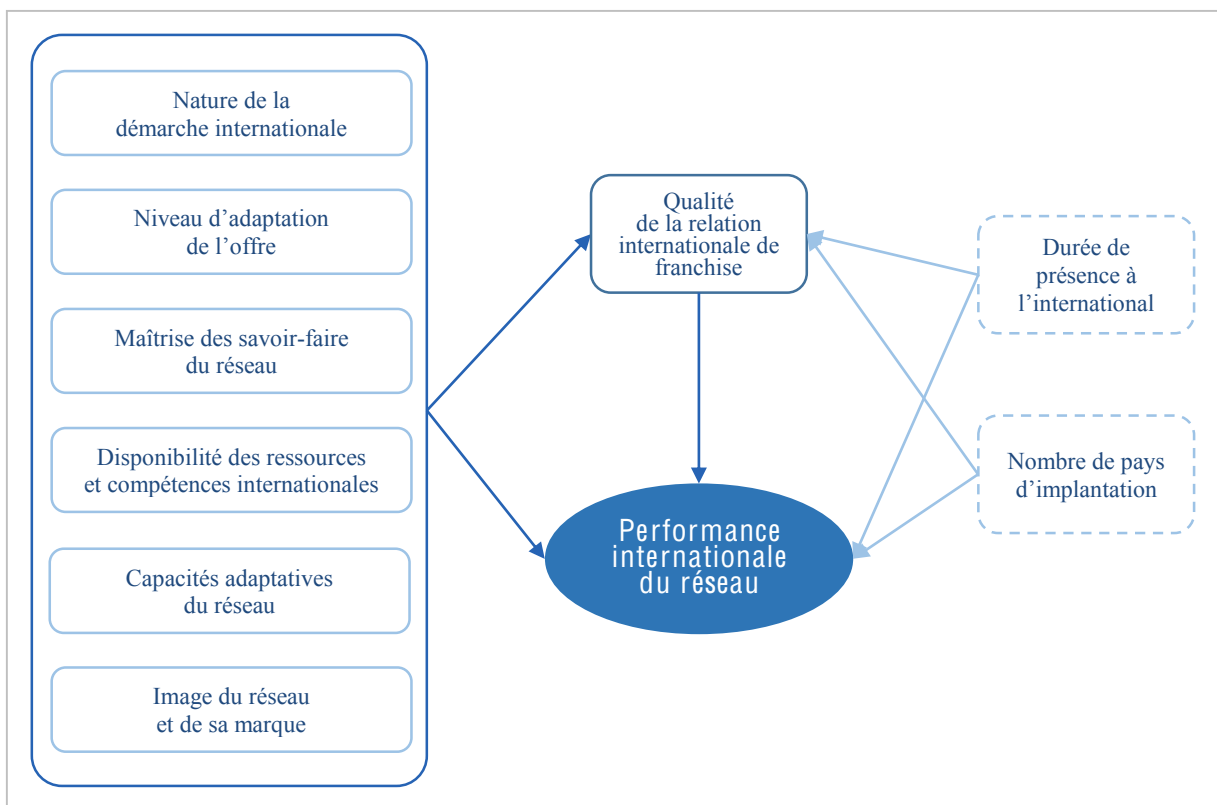 Nature de la
démarche internationale
Niveau d’adaptation
de l’offre
Maîtrise des savoir-faire
du réseau
Disponibilité des ressources
et compétences internationales
Capacités adaptatives
du réseau
Image du réseau
et de sa marque
Qualité
de la relation
internationale de
franchise
Performance
internationale
du réseau
Durée de
présence à
l’international
Nombre de pays
d’implantation